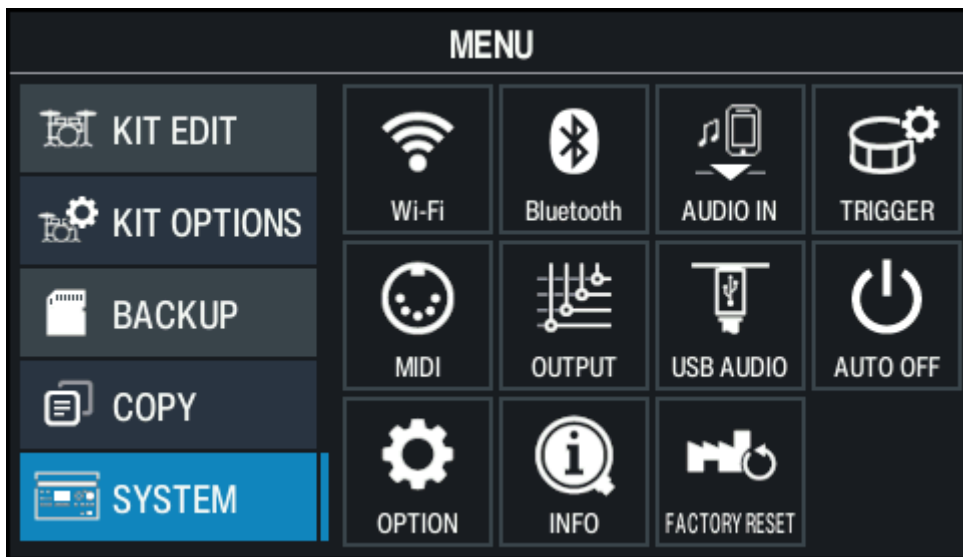 MENU
KIT EDIT
KIT OPTIONS
BACKUP
COPY
SYSTEM
Wi-Fi
Bluetooth
AUDIO IN
TRIGGER
MIDI
OUTPUT
USB AUDIO
AUTO OFF
OPTION
INFO
FACTORY RESET